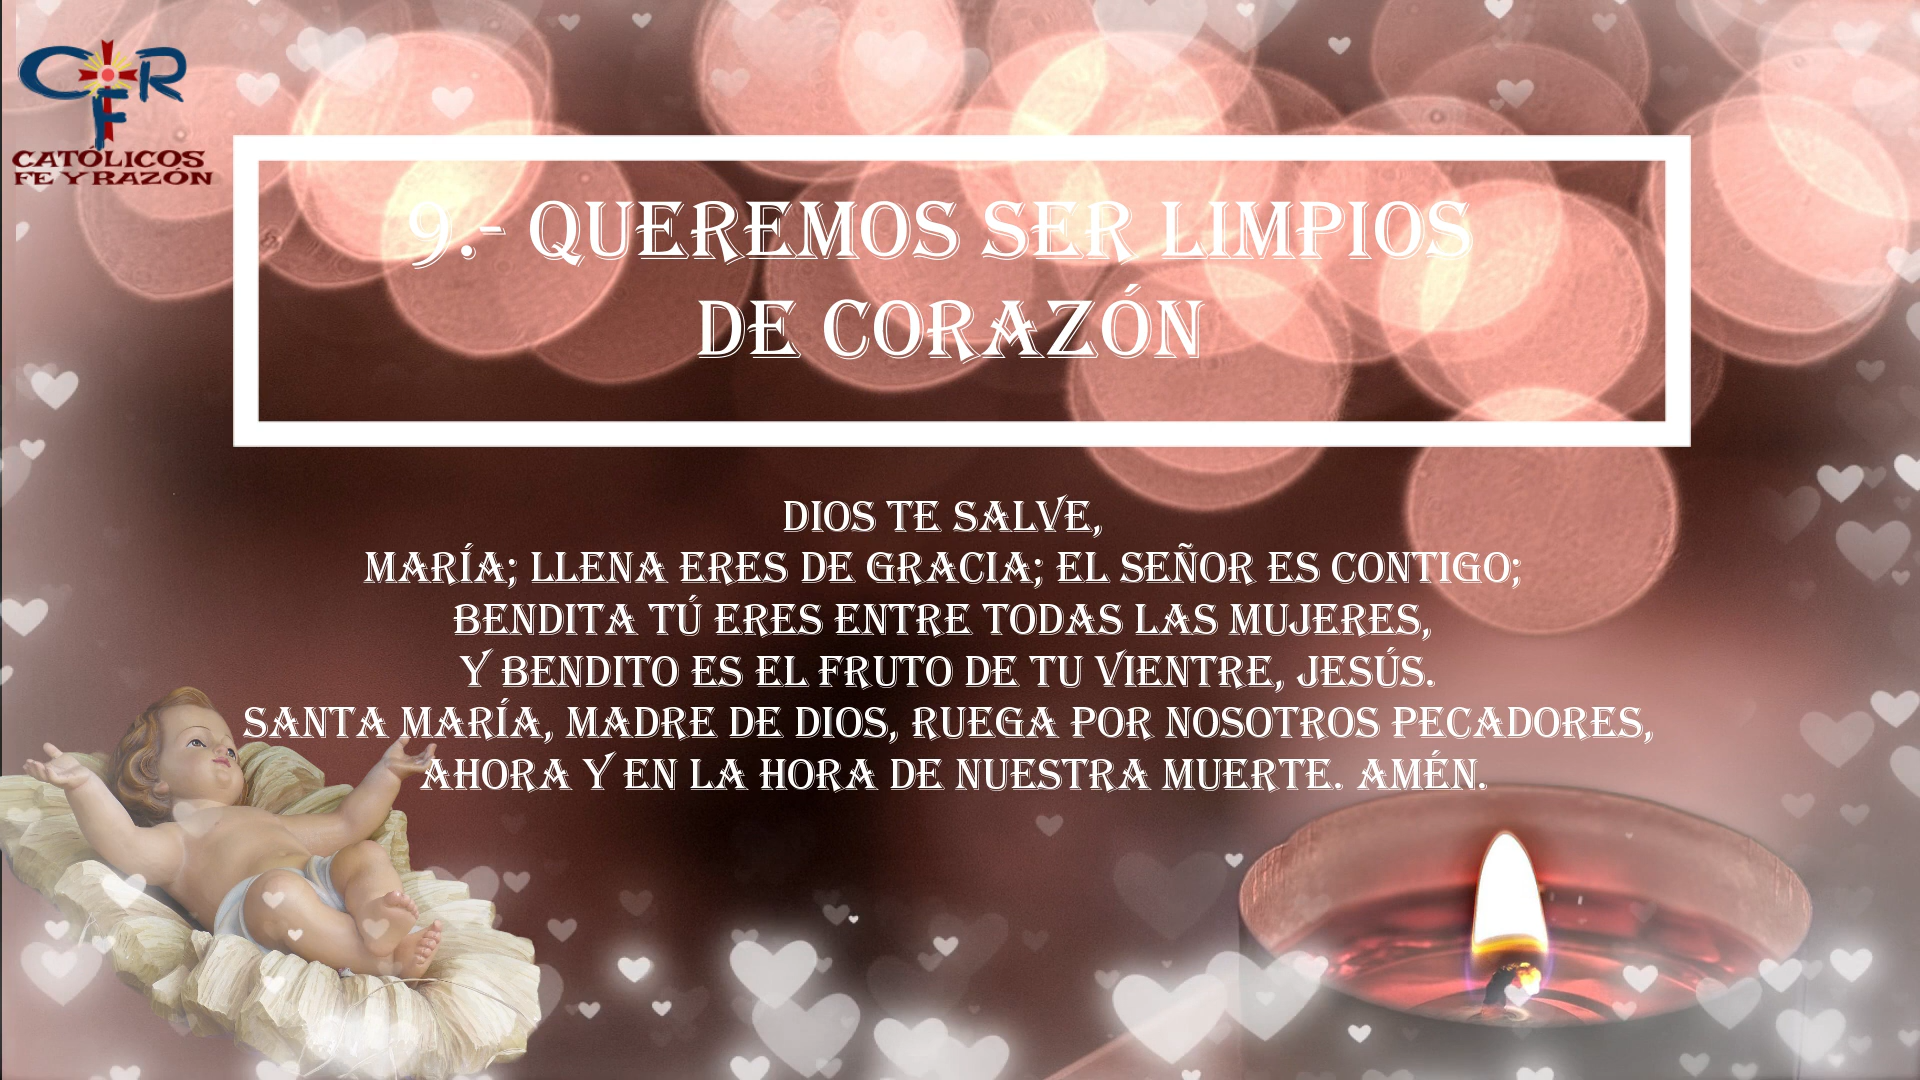 CFR
CATÓLICOS
FE Y RAZÓN
9.- QUEREMOS SER LIMPIOS
DE CORAZÓN
DIOS TE SALVE,
MARÍA; LLENA ERES DE GRACIA; EL SEÑOR ES CONTIGO;
BENDITA TÚ ERES ENTRE TODAS LAS MUJERES,
Y BENDITO ES EL FRUTO DE TU VIENTRE, JESÚS.
SANTA MARÍA, MADRE DE DIOS, RUEGA POR NOSOTROS PECADORES,
AHORA Y EN LA HORA DE NUESTRA MUERTE. AMÉN.